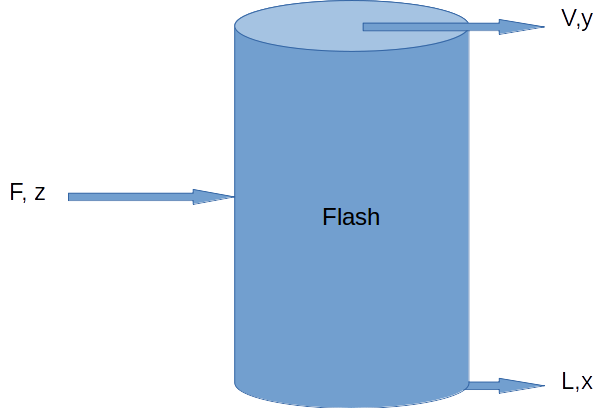 V,y
F, z
Flash
L,x